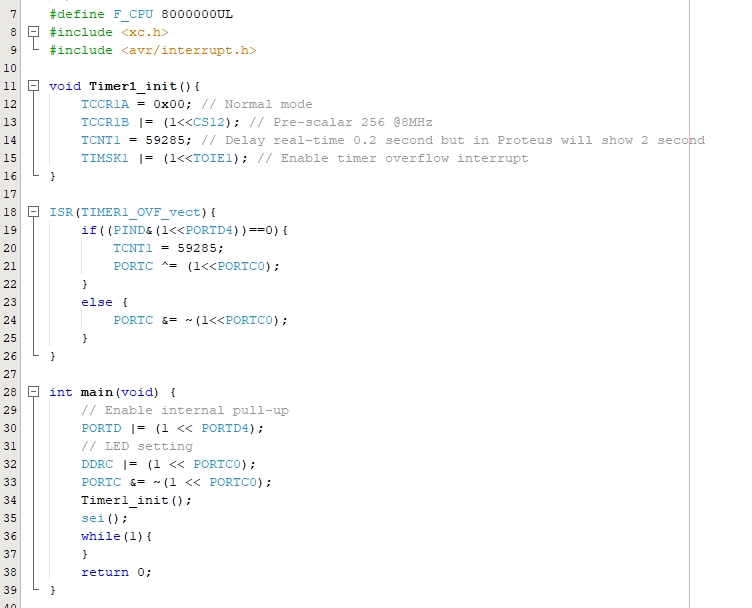 7 #define F_CPU 8000000UL
8 #include <xc.h>
9 #include <avr/interrupt.h>
10
11 void Timer1_init(){
12 TCCR1A = 0x00; // Normal mode
13 TCCR1B |= (1<<CS12); // Pre-scalar 256 @8MHz
14 TCNT1 = 59285; // Delay real-time 0.2 second but in Proteus will show 2 second
15 TIMSK1 |= (1<<TOIE1); // Enable timer overflow interrupt
16 }
17
18 ISR(TIMER1_OVF_vect){
19 if((PIND&(1<<PORTD4))==0){
20 TCNT1 = 59285;
21 PORTC ^= (1<<PORTC0);
22 }
23 else {
24 PORTC &= ~(1<<PORTC0);
25 }
26 }
27
28 int main(void) {
29 // Enable internal pull-up
30 PORTD |= (1 << PORTD4);
31 // LED setting
32 DDRC |= (1 << PORTC0);
33 PORTC &= ~(1 << PORTC0);
34 Timer1_init();
35 sei();
36 while(1){
37 }
38 return 0;
39 }